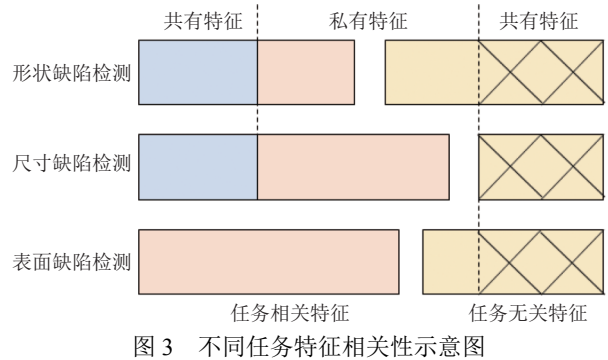 共有特征 私有特征 共有特征
形状缺陷检测
尺寸缺陷检测
表面缺陷检测
任务相关特征 任务无关特征
图 3 不同任务特征相关性示意图